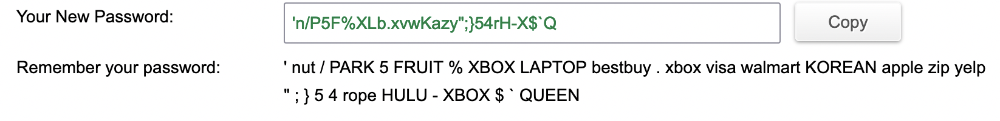 Your New Password:
'n/P5F%XLb.xvwKazy";}54rH-X$`Q
Copy
Remember your password:
' nut / PARK 5 FRUIT % XBOX LAPTOP bestbuy . xbox visa walmart KOREAN apple zip yelp
" ; } 5 4 rope HULU - XBOX $ ` QUEEN